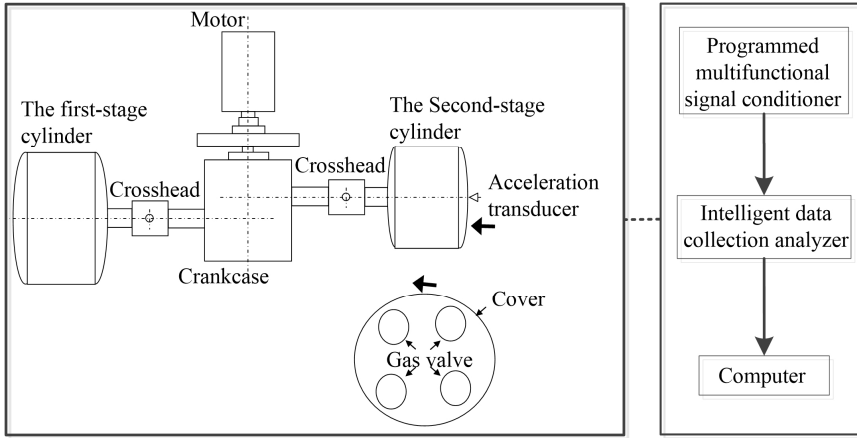 Motor
The first-stage
cylinder
The Second-stage
cylinder
Crosshead
Crosshead
Acceleration
transducer
Crankcase
Cover
Gas valve
Programmed
multifunctional
signal conditioner
Intelligent data
collection analyzer
Computer